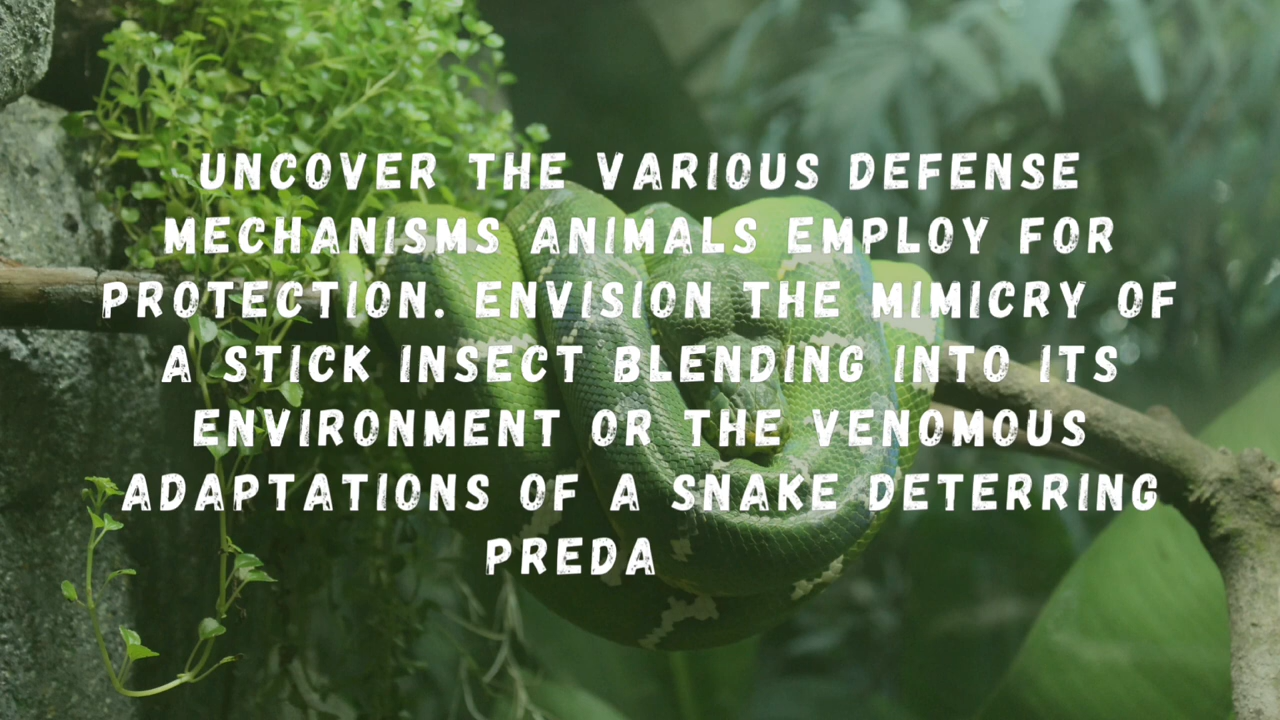 UNCOVER THE VARIOUS DEFENSE
MECHANISMS ANIMALS EMPLOY FOR
PROTECTION. ENVISION THE MIMICRY OF
A STICK INSECT BLENDING INTO ITS
ENVIRONMENT OR THE VENOMOUS
ADAPTATIONS OF A SNAKE DETERRING
PREDA